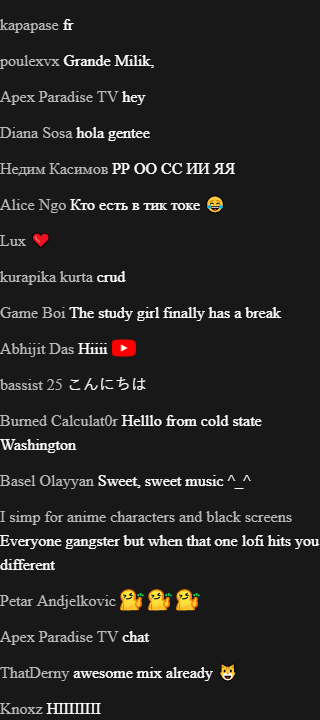 kapapase fr
poulexvx Grande Milik,
Apex Paradise TV hey
Diana Sosa hola gentee
Недим Касимов РР ОО СС ИИ ЯЯ
Alice Ngo Кто есть в тик токе 😂
Lux ❤️
kurapika kurta crud
Game Boi The study girl finally has a break
Abhijit Das Hiiii
bassist 25 こんにちは
Burned Calculat0r Helllo from cold state
Washington
Basel Olayyan Sweet, sweet music ^_^
I simp for anime characters and black screens
Everyone gangster but when that one lofi hits you
different
Petar Andjelkovic
Apex Paradise TV chat
ThatDerny awesome mix already 😺
Knoxz HIIIIIIII